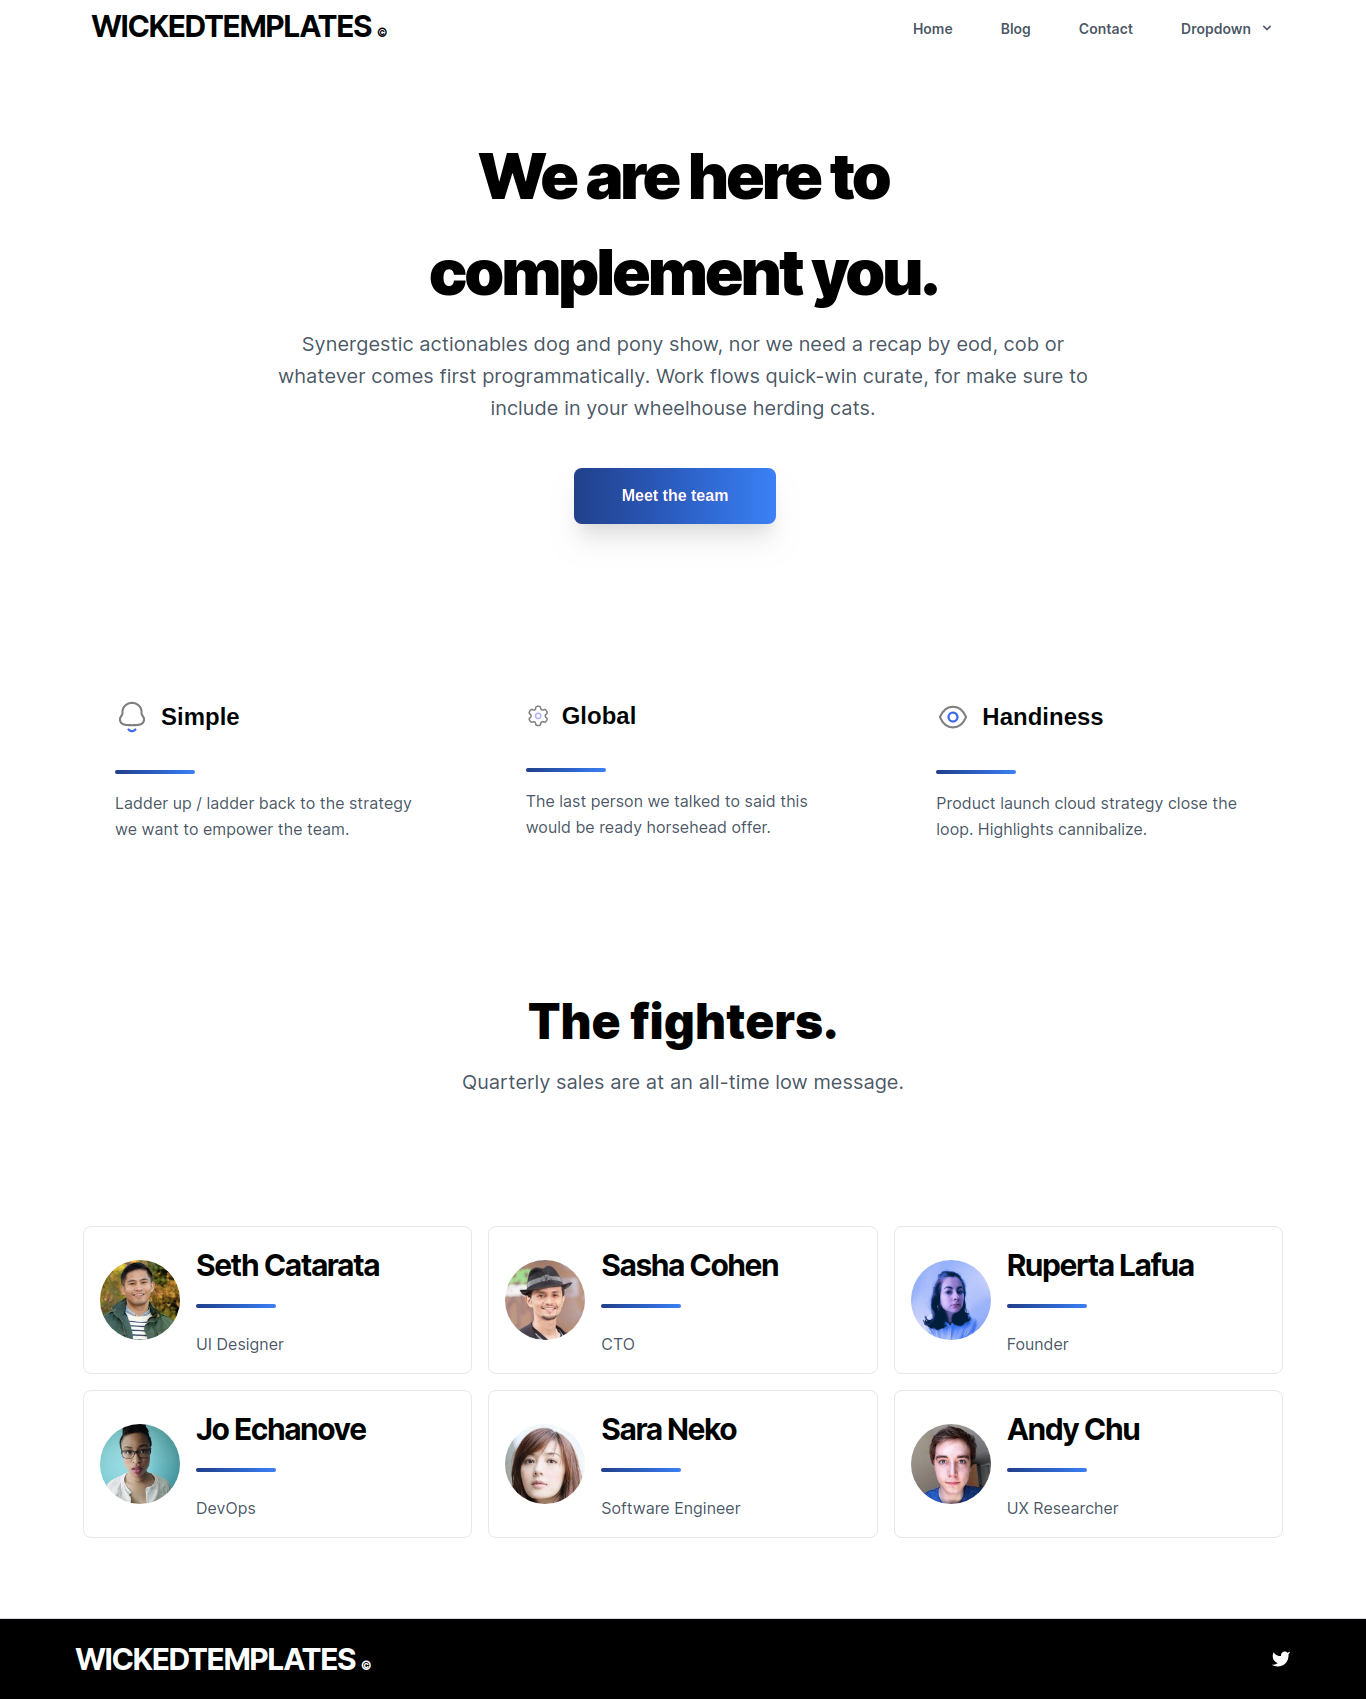 WICKEDTEMPLATES ©
Home
Blog
Contact
Dropdown
We are here to
complement you.
Synergestic actionables dog and pony show, nor we need a recap by eod, cob or
whatever comes first programmatically. Work flows quick-win curate, for make sure to
include in your wheelhouse herding cats.
Meet the team
Simple
Ladder up / ladder back to the strategy
we want to empower the team.
Global
The last person we talked to said this
would be ready horsehead offer.
Handiness
Product launch cloud strategy close the
loop. Highlights cannibalize.
The fighters.
Quarterly sales are at an all-time low message.
Seth Catarata
UI Designer
Sasha Cohen
CTO
Ruperta Lafua
Founder
Jo Echanove
DevOps
Sara Neko
Software Engineer
Andy Chu
UX Researcher
WICKEDTEMPLATES ©